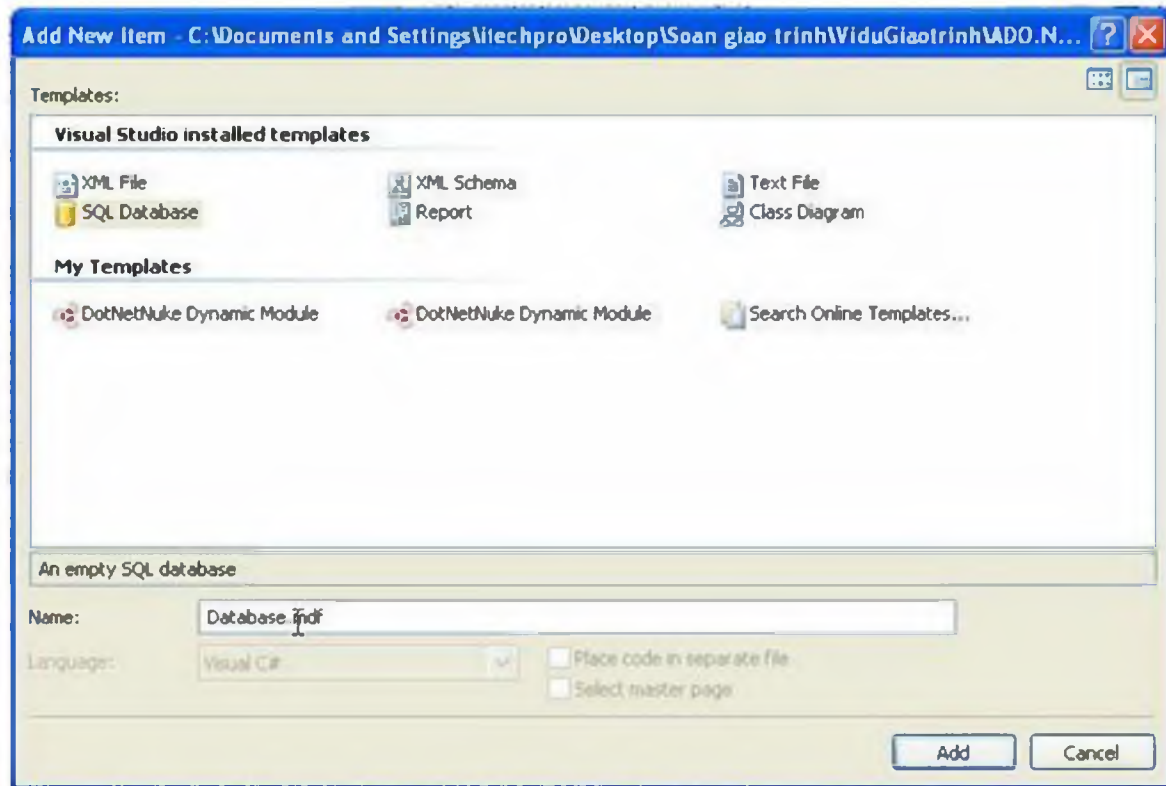 Add New Item - C:\Documents and Settings\itechpro\Desktop\Soan giao trinh\ViduGiaotrinh\ADO.N...
Templates:
Visual Studio installed templates
XML File
XML Schema
Text File
SQL Database
Report
Class Diagram
My Templates
DotNetNuke Dynamic Module
DotNetNuke Dynamic Module
Search Online Templates...
An empty SQL database
Name:
Database.mdf
Language:
Visual C#
Place code in separate file
Select master page
Add
Cancel